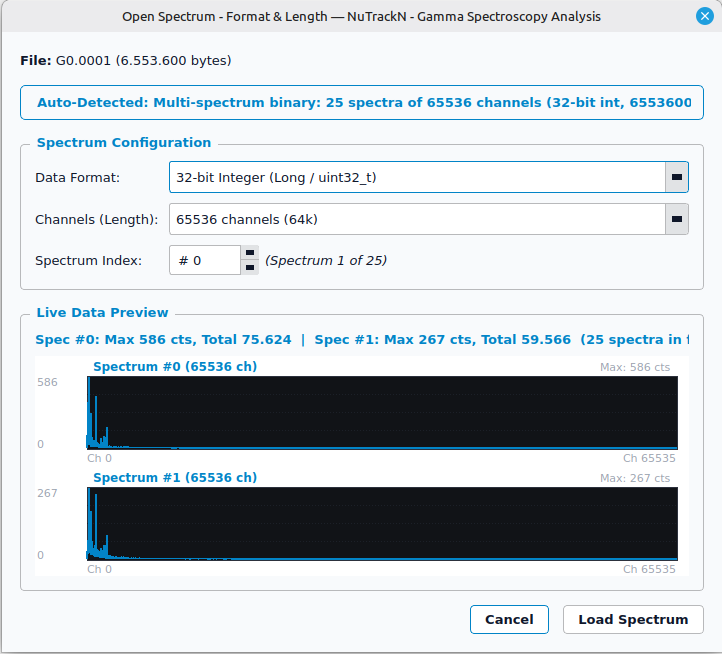 Open Spectrum - Format & Length — NuTrackN - Gamma Spectroscopy Analysis
File: G0.0001 (6.553.600 bytes)
Auto-Detected: Multi-spectrum binary: 25 spectra of 65536 channels (32-bit int, 6553600
Spectrum Configuration
Data Format: 32-bit Integer (Long / uint32_t)
Channels (Length): 65536 channels (64k)
Spectrum Index: # 0 (Spectrum 1 of 25)
Live Data Preview
Spec #0: Max 586 cts, Total 75.624 | Spec #1: Max 267 cts, Total 59.566 (25 spectra in
Spectrum #0 (65536 ch) Max: 586 cts
586
0
Ch 0 Ch 65535
Spectrum #1 (65536 ch) Max: 267 cts
267
0
Ch 0 Ch 65535
Cancel Load Spectrum